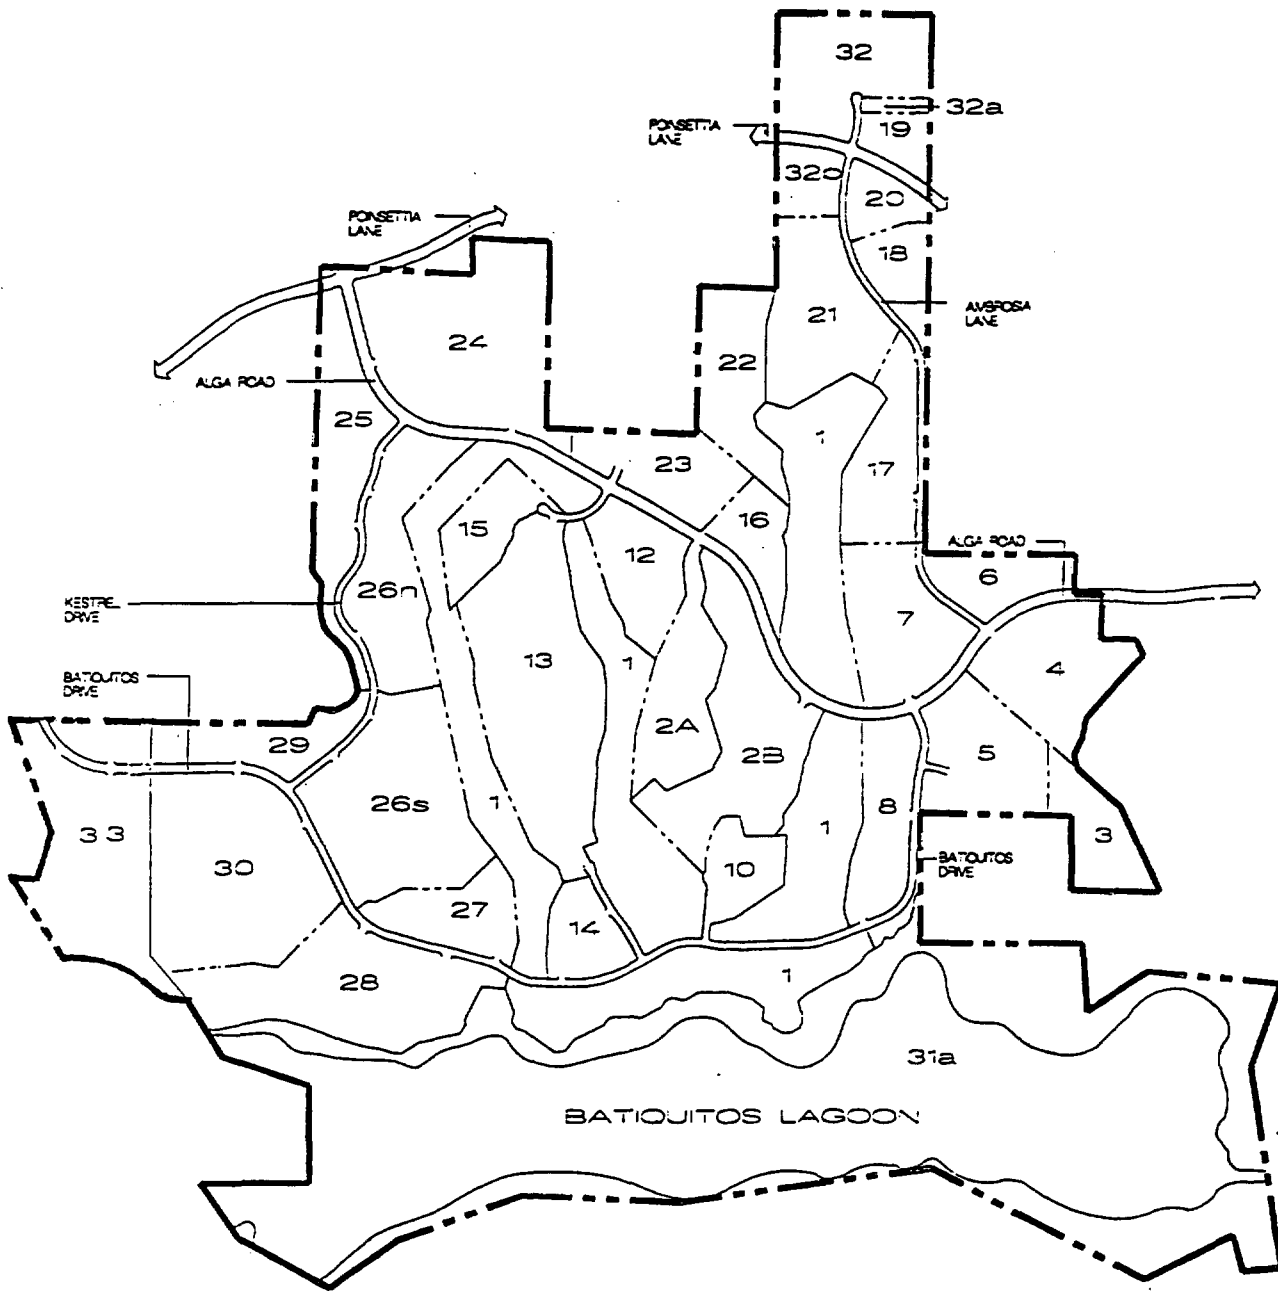 32
32a
19
PONSETTIA
LANE
32b
20
PONSETTIA
LANE
18
21
AMBROSIA
LANE
24
22
ALGA ROAD
25
1
23
17
15
16
12
ALGA ROAD
6
26n
KESTREL
DRIVE
7
13
1
4
BATIQUITOS
DRIVE
2A
29
2B
5
26s
1
33
1
8
3
30
10
BATIQUITOS
DRIVE
27
14
28
1
31a
BATIQUITOS LAGOON